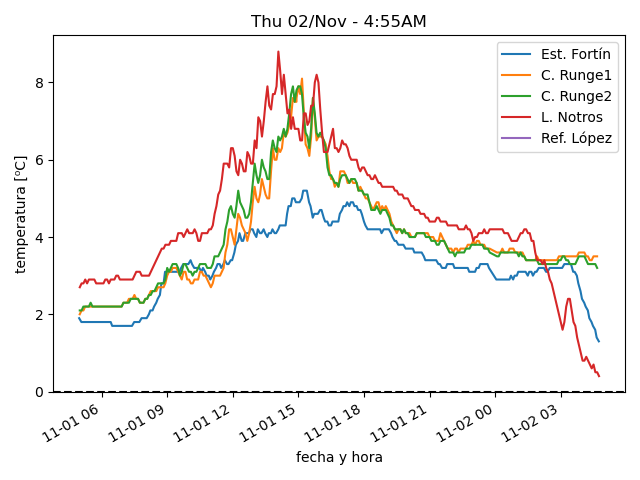 Thu 02/Nov - 4:55AM
Est. Fortín
C. Runge1
C. Runge2
L. Notros
Ref. López
temperatura [°C]
8
6
4
2
0
11-01 06
11-01 09
11-01 12
11-01 15
11-01 18
11-01 21
11-02 00
11-02 03
fecha y hora